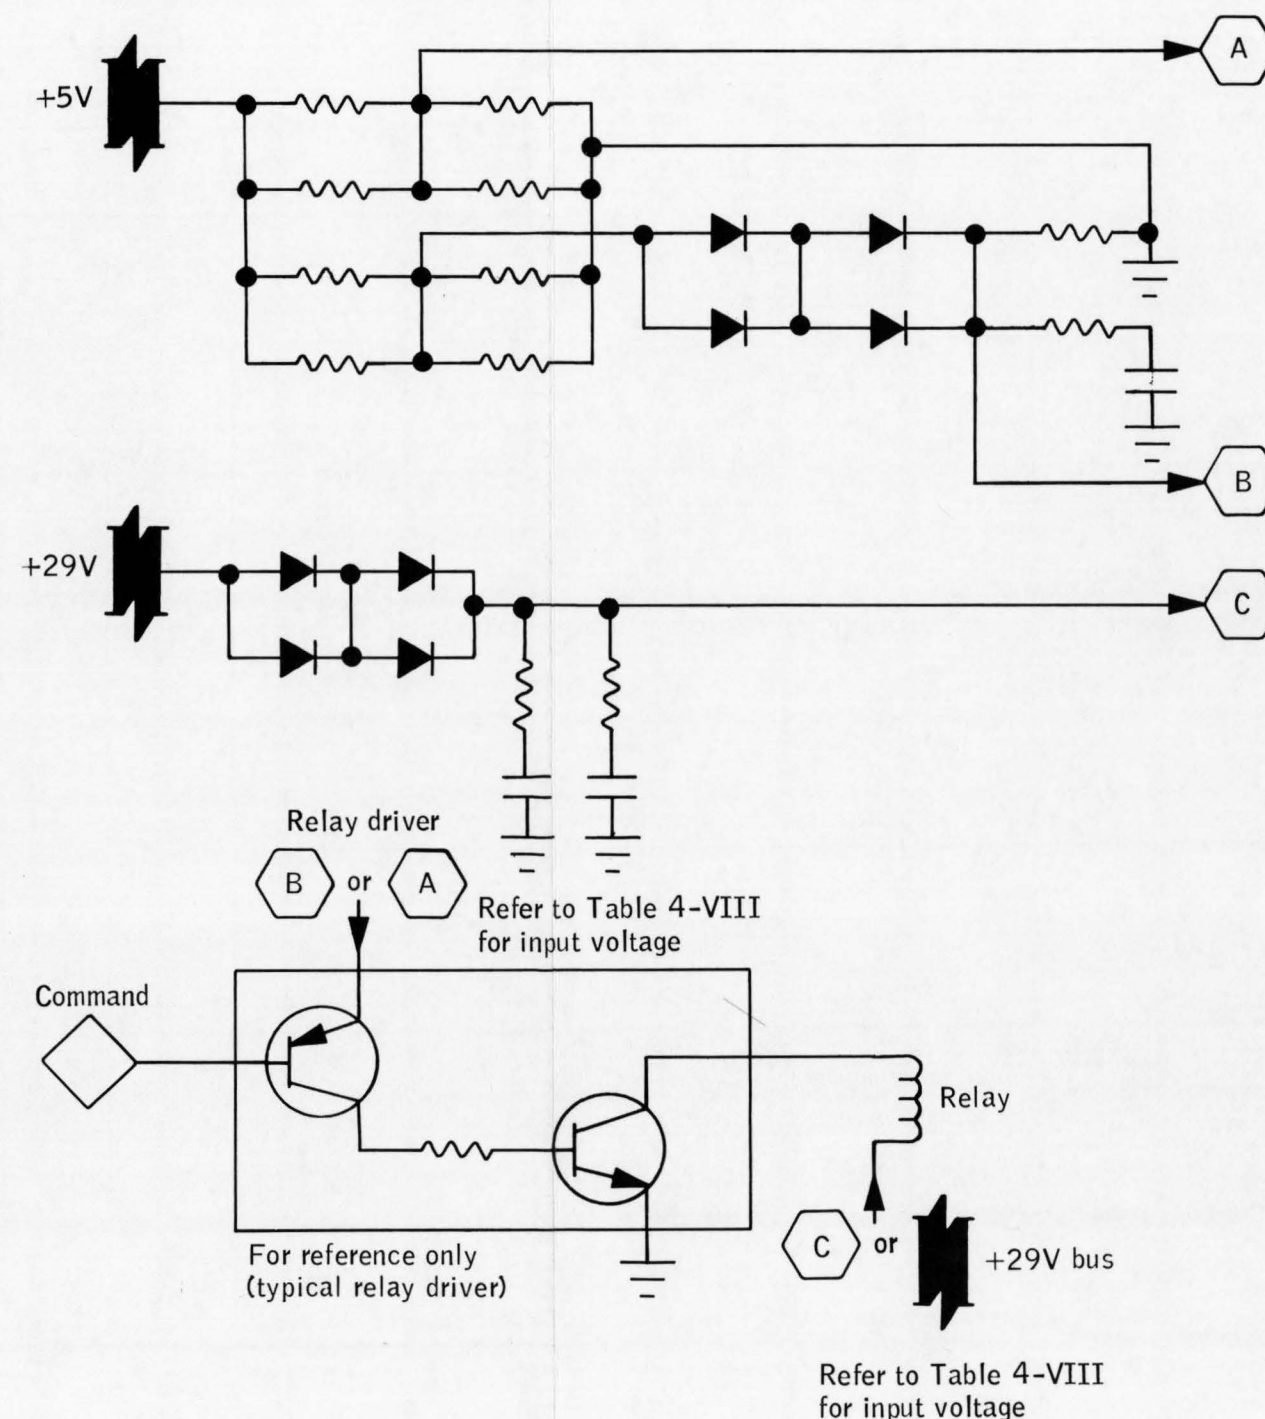 A
+5V
B
+29V
C
Relay driver
B or A
Refer to Table 4-VIII
for input voltage
Command
Relay
For reference only
(typical relay driver)
C or
+29V bus
Refer to Table 4-VIII
for input voltage